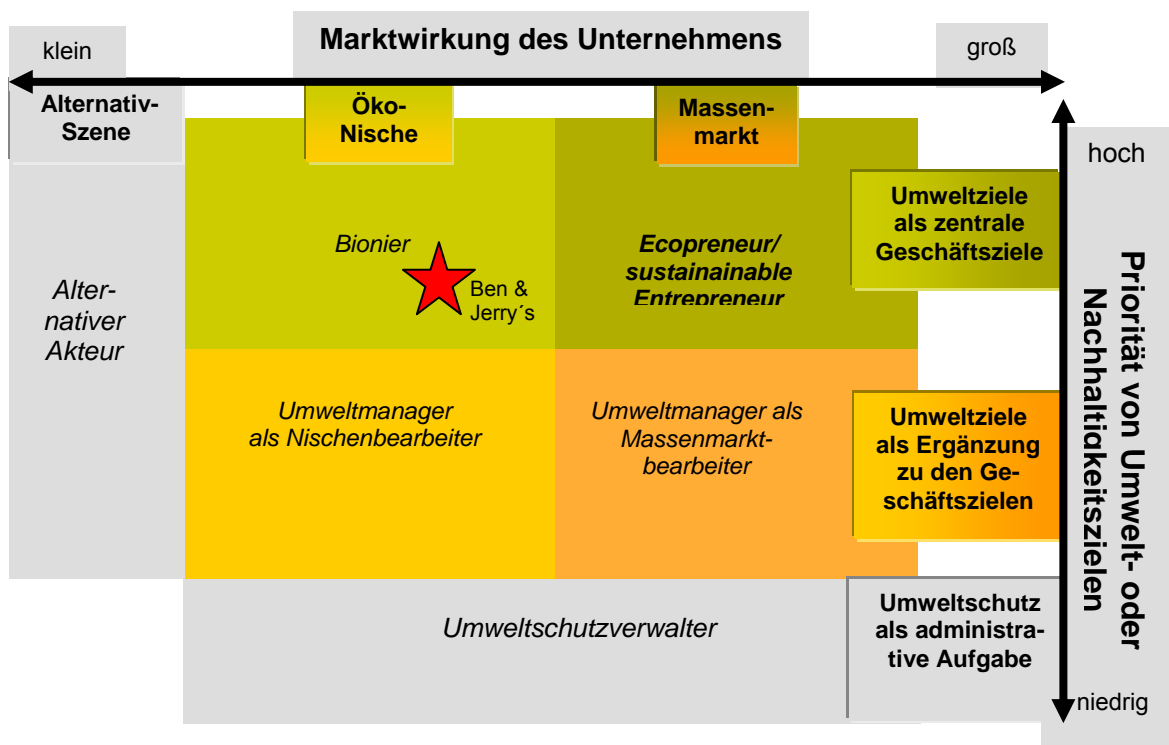 klein
Marktwirkung des Unternehmens
groß
Alternativ-
Szene
Öko-
Nische
Massen-
markt
hoch
Umweltziele
als zentrale
Geschäftsziele
Bionier
Ben &
Jerry´s
Ecopreneur/
sustainainable
Entrepreneur
Alter-
nativer
Akteur
Priorität von Umwelt- oder
Nachhaltigkeitszielen
Umweltmanager
als Nischenbearbeiter
Umweltmanager als
Massenmarkt-
bearbeiter
Umweltziele
als Ergänzung
zu den Ge-
schäftszielen
Umweltschutzverwalter
Umweltschutz
als administra-
tive Aufgabe
niedrig